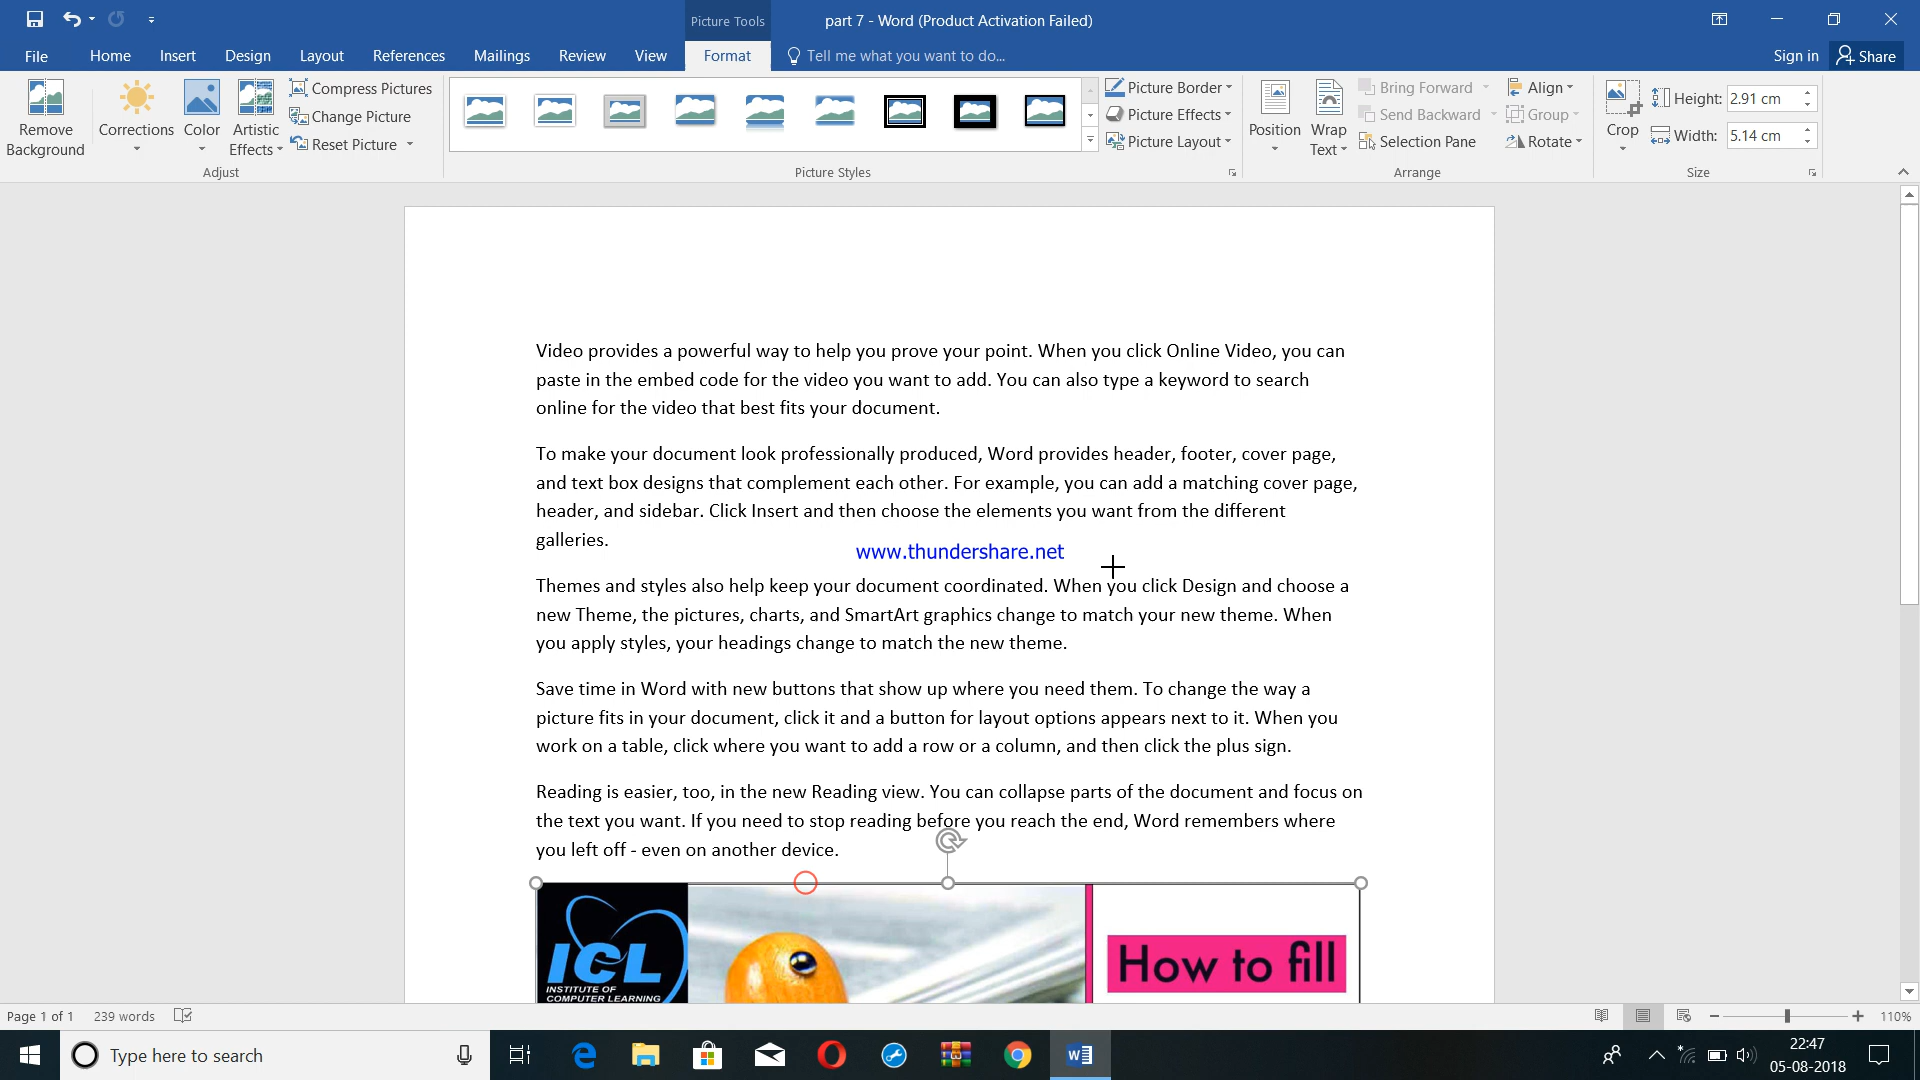 Picture Tools
part 7 - Word (Product Activation Failed)
File Home Insert Design Layout References Mailings Review View Format Tell me what you want to do... Sign in Share
Remove Background
Corrections
Color
Artistic Effects
Compress Pictures
Change Picture
Reset Picture
Adjust
Picture Styles
Picture Border
Picture Effects
Picture Layout
Position
Wrap Text
Bring Forward
Send Backward
Selection Pane
Align
Group
Rotate
Arrange
Crop
Height: 2.91 cm
Width: 5.14 cm
Size
Video provides a powerful way to help you prove your point. When you click Online Video, you can
paste in the embed code for the video you want to add. You can also type a keyword to search
online for the video that best fits your document.
To make your document look professionally produced, Word provides header, footer, cover page,
and text box designs that complement each other. For example, you can add a matching cover page,
header, and sidebar. Click Insert and then choose the elements you want from the different
galleries.
www.thundershare.net
Themes and styles also help keep your document coordinated. When you click Design and choose a
new Theme, the pictures, charts, and SmartArt graphics change to match your new theme. When
you apply styles, your headings change to match the new theme.
Save time in Word with new buttons that show up where you need them. To change the way a
picture fits in your document, click it and a button for layout options appears next to it. When you
work on a table, click where you want to add a row or a column, and then click the plus sign.
Reading is easier, too, in the new Reading view. You can collapse parts of the document and focus on
the text you want. If you need to stop reading before you reach the end, Word remembers where
you left off - even on another device.
ICL
INSTITUTE OF
COMPUTER LEARNING
How to fill
Page 1 of 1 239 words
110%
Type here to search
22:47
05-08-2018